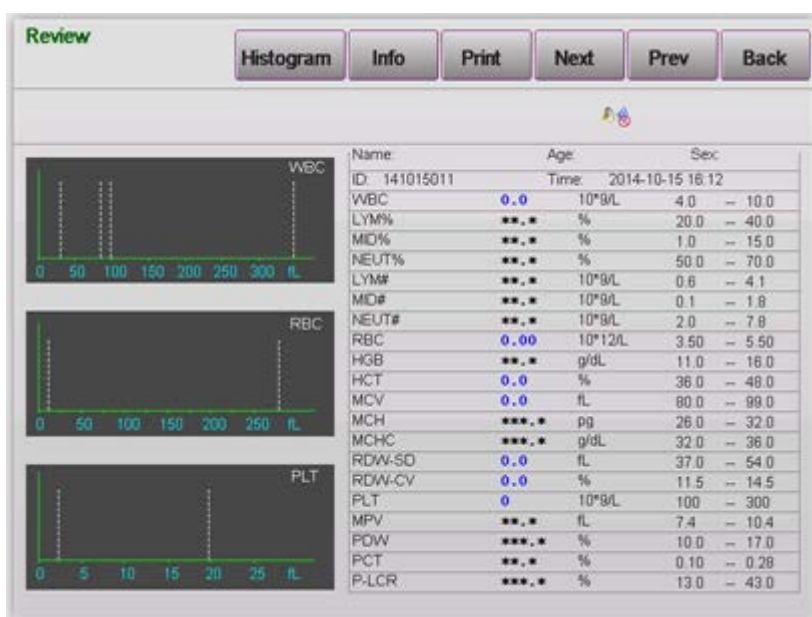 Review
Histogram Info Print Next Prev Back
WBC
0 50 100 150 200 250 300 fL
RBC
0 50 100 150 200 250 fL
PLT
0 5 10 15 20 25 fL
Name: Age: Sex:
ID: 141015011 Time: 2014-10-15 16:12
WBC 0.0 10*9/L 4.0 -- 10.0
LYM% **.* % 20.0 -- 40.0
MID% **.* % 1.0 -- 15.0
NEUT% **.* % 50.0 -- 70.0
LYM# **.* 10*9/L 0.6 -- 4.1
MID# **.* 10*9/L 0.1 -- 1.8
NEUT# **.* 10*9/L 2.0 -- 7.8
RBC 0.00 10*12/L 3.50 -- 5.50
HGB **.* g/dL 11.0 -- 16.0
HCT 0.0 % 36.0 -- 48.0
MCV 0.0 fL 80.0 -- 99.0
MCH ***.* pg 26.0 -- 32.0
MCHC ***.* g/dL 32.0 -- 36.0
RDW-SD 0.0 fL 37.0 -- 54.0
RDW-CV 0.0 % 11.5 -- 14.5
PLT 0 10*9/L 100 -- 300
MPV **.* fL 7.4 -- 10.4
PDW ***.* % 10.0 -- 17.0
PCT **.* % 0.10 -- 0.28
P-LCR ***.* % 13.0 -- 43.0